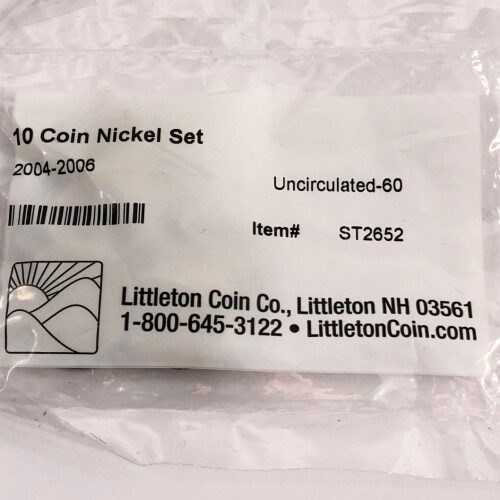 10 Coin Nickel Set
2004-2006
Uncirculated-60
Item# ST2652
Littleton Coin Co., Littleton NH 03561
1-800-645-3122 • LittletonCoin.com